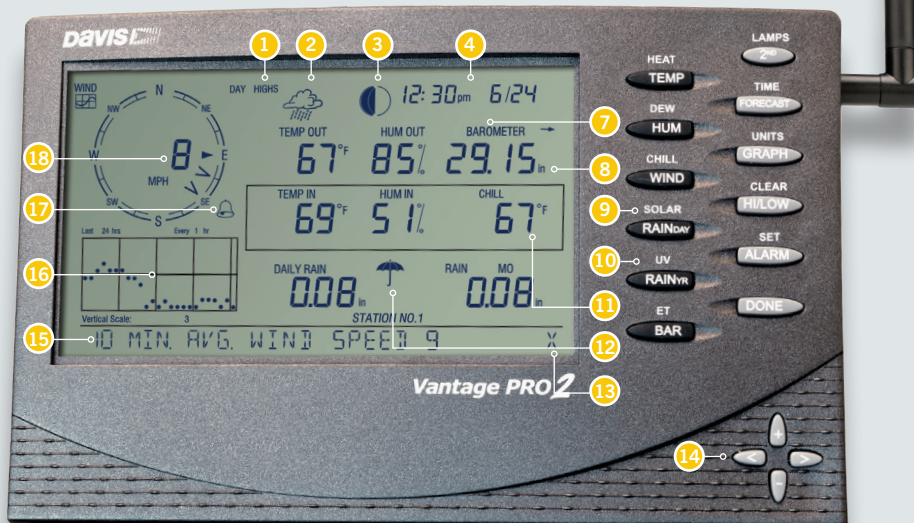 DAVIS
1
2
3
4
LAMPS
2ND
WIND
DAY HIGHS
12:30pm 6/24
HEAT
TEMP
TIME
FORECAST
N
NW
NE
W
E
SW
SE
S
8
MPH
18
17
TEMP OUT
HUM OUT
BAROMETER
7
67°F
85%
29.15in
8
DEW
HUM
UNITS
GRAPH
CHILL
WIND
CLEAR
HI/LOW
TEMP IN
HUM IN
CHILL
69°F
51%
67°F
9
SOLAR
RAINDAY
SET
ALARM
Last 24 hrs
Every 1 hr
16
10
UV
RAINYR
DAILY RAIN
RAIN MO
0.08in
0.08in
11
DONE
Vertical Scale: 3
STATION NO.1
ET
BAR
15
10 MIN. AVG. WIND SPEED 9 X
12
Vantage PRO2
13
14
+
<
>
-